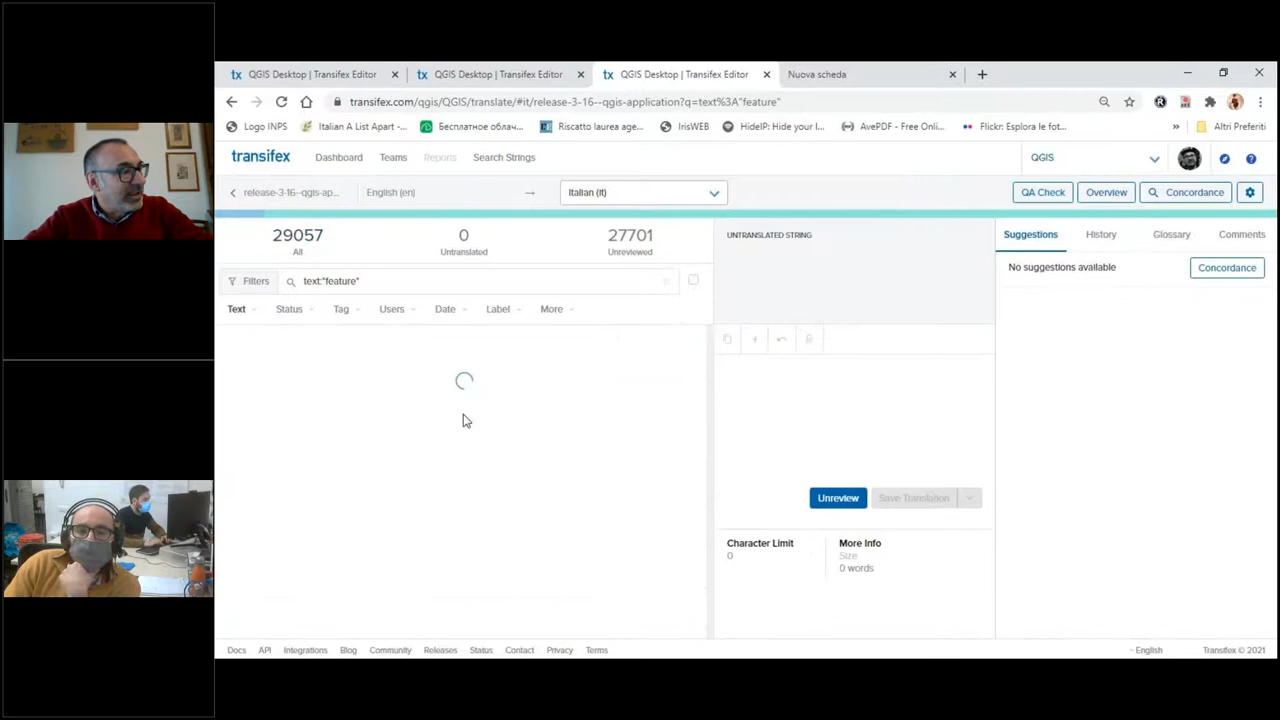 QGIS Desktop | Transifex Editor
QGIS Desktop | Transifex Editor
QGIS Desktop | Transifex Editor
Nuova scheda
transifex.com/qgis/QGIS/translate/#it/release-3-16--qgis-application?q=text%3A"feature"
Logo INPS
Italian A List Apart -...
Бесплатное облач...
Riscatto laurea age...
IrisWEB
HideIP: Hide your I...
AvePDF - Free Onli...
Flickr: Esplora le fot...
»
Altri Preferiti
transifex
Dashboard
Teams
Reports
Search Strings
QGIS
release-3-16--qgis-ap...
English (en)
→
Italian (it)
QA Check
Overview
Concordance
29057
All
0
Untranslated
27701
Unreviewed
UNTRANSLATED STRING
Suggestions
History
Glossary
Comments
No suggestions available
Concordance
Filters
text:"feature"
Text
Status
Tag
Users
Date
Label
More
Unreview
Save Translation
Character Limit
0
More Info
Size
0 words
Docs
API
Integrations
Blog
Community
Releases
Status
Contact
Privacy
Terms
~ English
Transifex © 2021